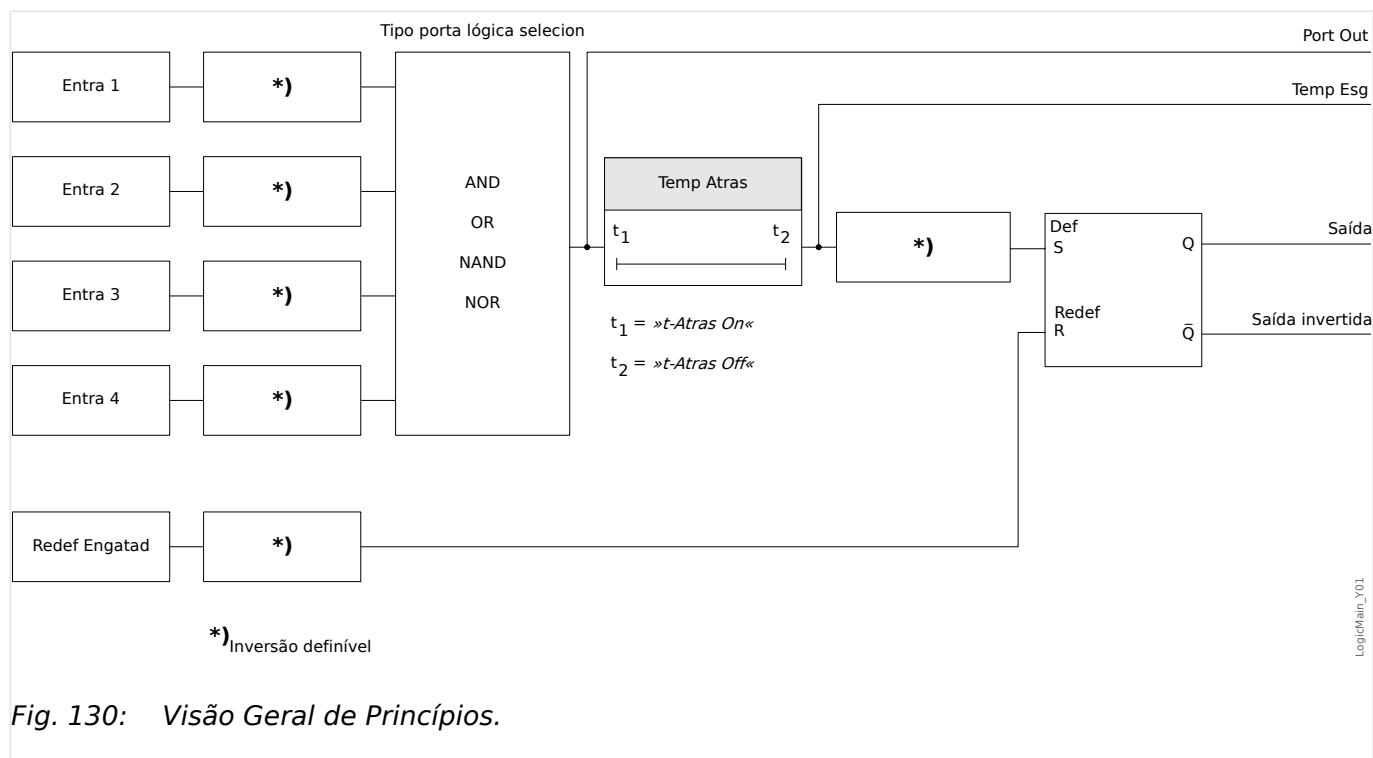 Tipo porta lógica selecion
Port Out
Entra 1
*)
Temp Esg
Entra 2
*)
AND
OR
NAND
NOR
Temp Atras
t1
t2
*)
Def
S
Q
Saída
Entra 3
*)
t1 = »t-Atras On«
t2 = »t-Atras Off«
Redef
R
Q̅
Saída invertida
Entra 4
*)
Redef Engatad
*)
*)Inversão definível
LogicMain_Y01
Fig. 130: Visão Geral de Princípios.